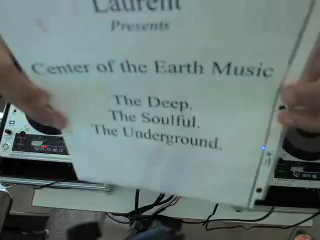 Laurent
Presents
Center of the Earth Music
The Deep.
The Soulful.
The Underground.